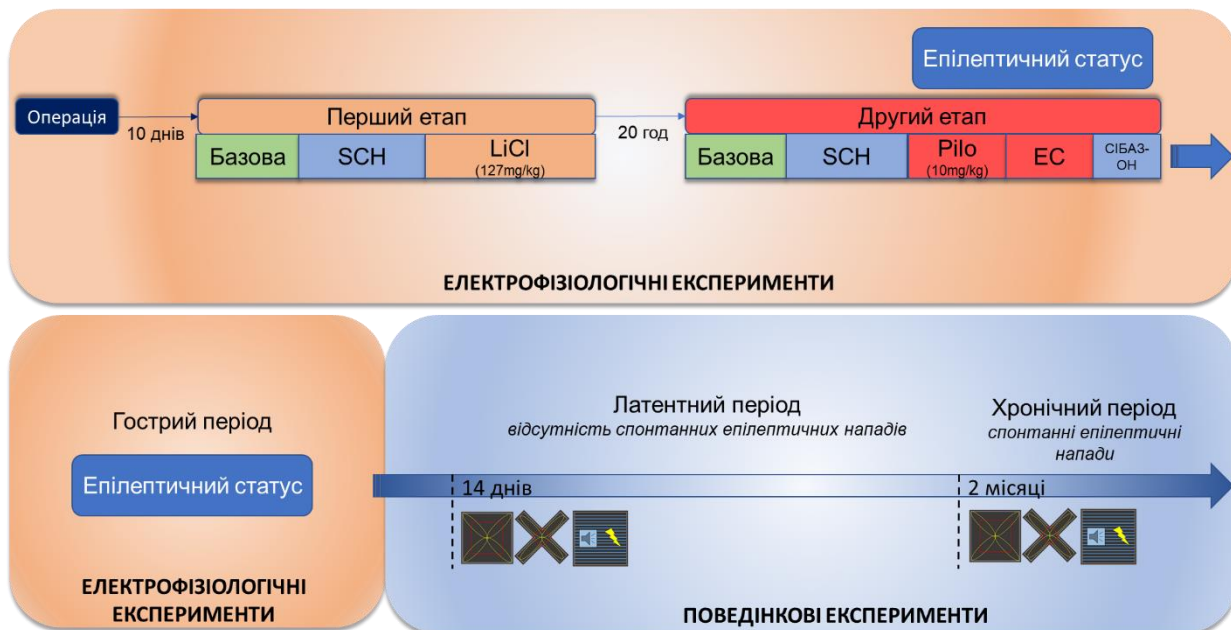 Епілептичний статус
Операція
10 днів
Перший етап
20 год
Другий етап
Базова
SCH
LiCl
(127mg/kg)
Базова
SCH
Pilo
(10mg/kg)
ЕС
СІБАЗ-
ОН
ЕЛЕКТРОФІЗІОЛОГІЧНІ ЕКСПЕРИМЕНТИ
Гострий період
Епілептичний статус
ЕЛЕКТРОФІЗІОЛОГІЧНІ
ЕКСПЕРИМЕНТИ
Латентний період
відсутність спонтанних епілептичних нападів
Хронічний період
спонтанні епілептичні
напади
14 днів
2 місяці
ПОВЕДІНКОВІ ЕКСПЕРИМЕНТИ